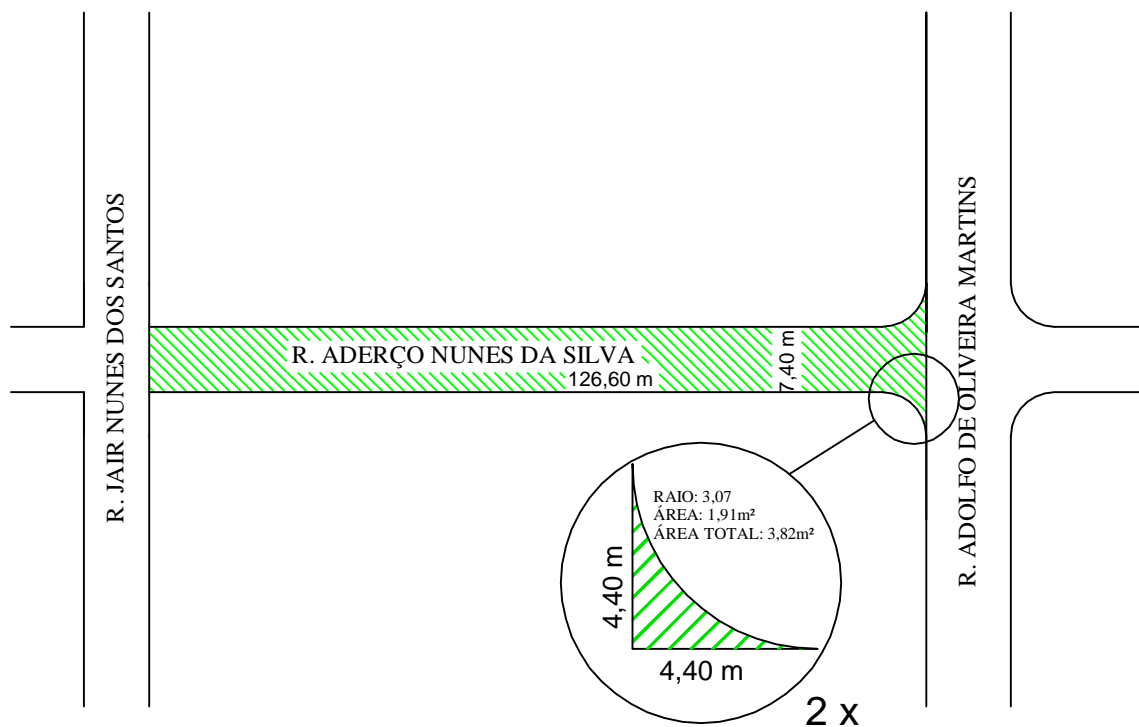 R. JAIR NUNES DOS SANTOS
R. ADERÇO NUNES DA SILVA
126,60 m
7,40 m
R. ADOLFO DE OLIVEIRA MARTINS
RAIO: 3,07
ÁREA: 1,91m²
ÁREA TOTAL: 3,82m²
4,40 m
4,40 m
2 x